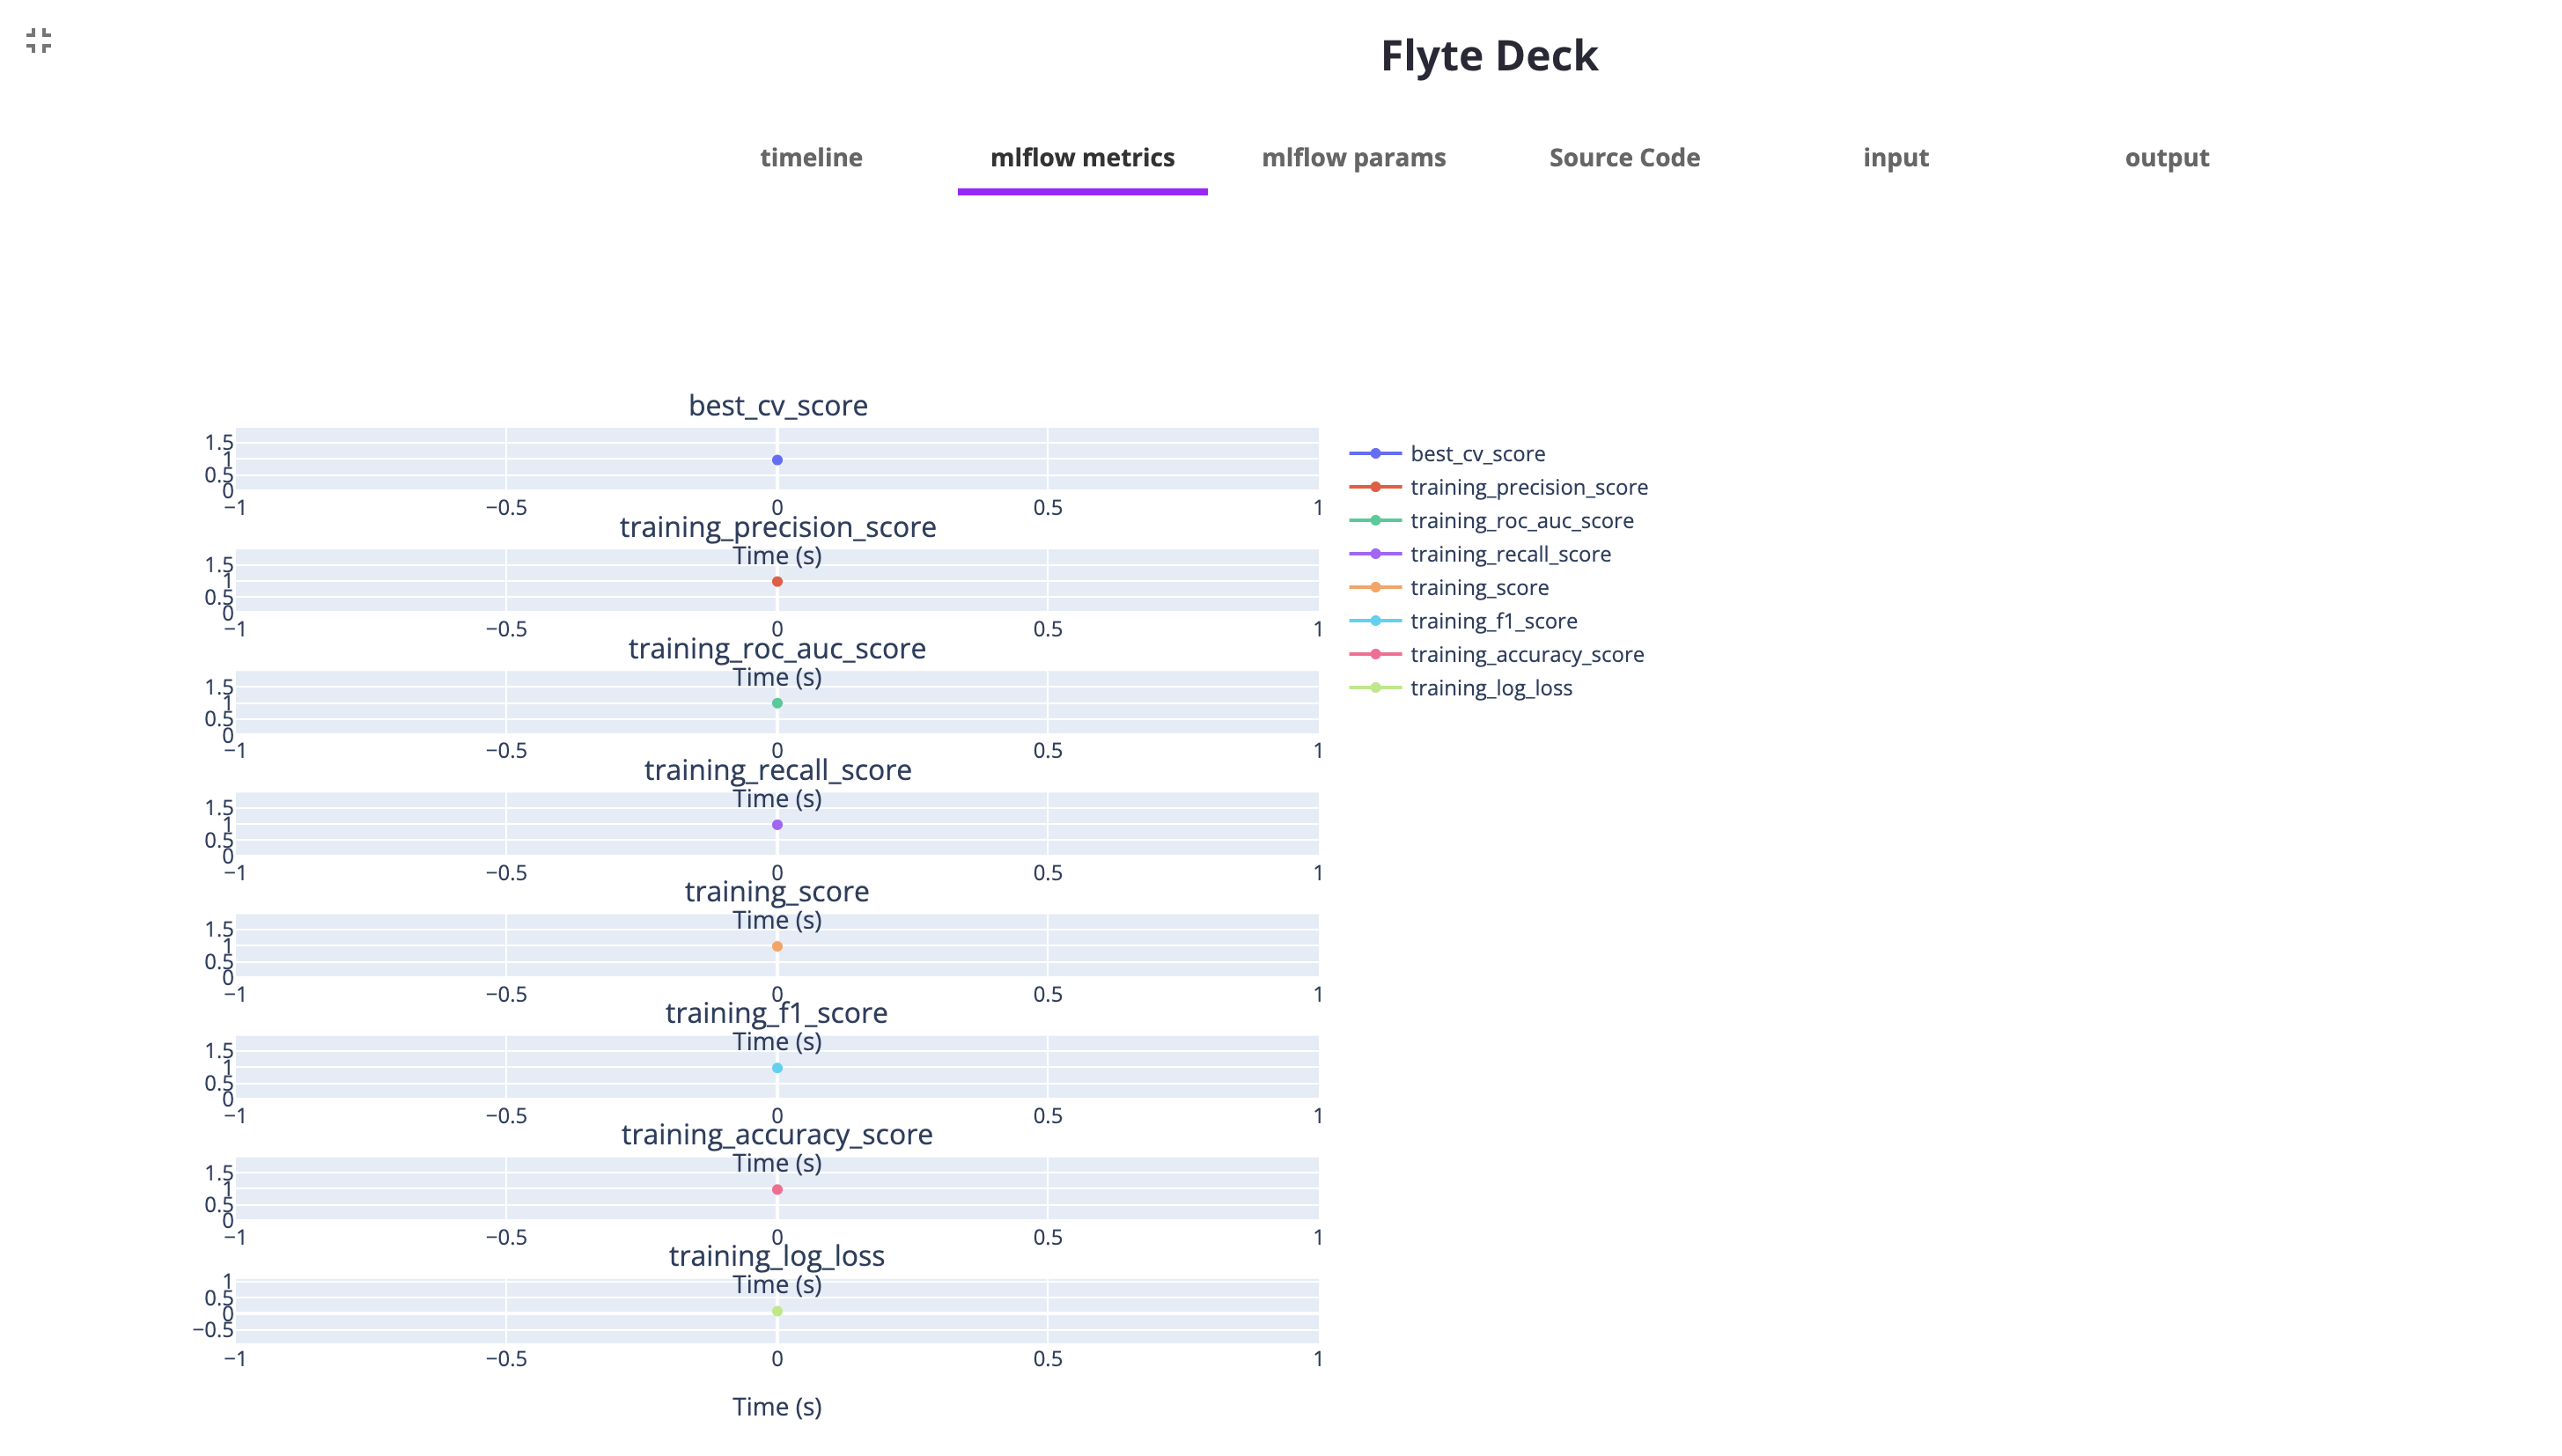 Flyte Deck
timeline mlflow metrics mlflow params Source Code input output
best_cv_score
1.5
1
0.5
0
−1 −0.5 0 0.5 1
training_precision_score
Time (s)
1.5
1
0.5
0
−1 −0.5 0 0.5 1
training_roc_auc_score
Time (s)
1.5
1
0.5
0
−1 −0.5 0 0.5 1
training_recall_score
Time (s)
1.5
1
0.5
0
−1 −0.5 0 0.5 1
training_score
Time (s)
1.5
1
0.5
0
−1 −0.5 0 0.5 1
training_f1_score
Time (s)
1.5
1
0.5
0
−1 −0.5 0 0.5 1
training_accuracy_score
Time (s)
1.5
1
0.5
0
−1 −0.5 0 0.5 1
training_log_loss
Time (s)
1
0.5
0
−0.5
−1 −0.5 0 0.5 1
Time (s)
best_cv_score
training_precision_score
training_roc_auc_score
training_recall_score
training_score
training_f1_score
training_accuracy_score
training_log_loss